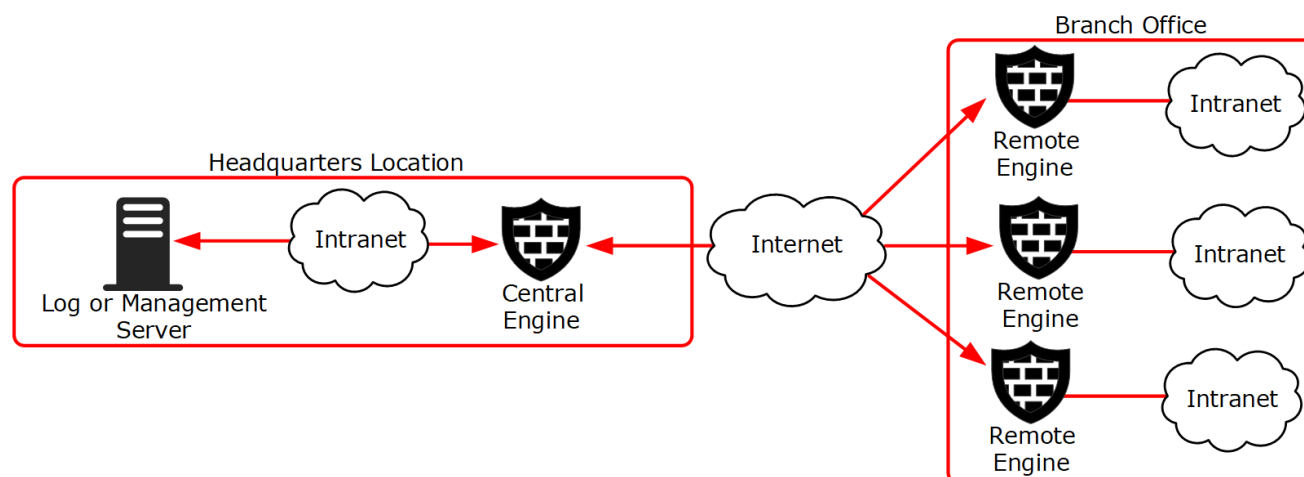 Branch Office
Headquarters Location
Log or Management
Server
Intranet
Central
Engine
Internet
Remote
Engine
Intranet
Remote
Engine
Intranet
Remote
Engine
Intranet